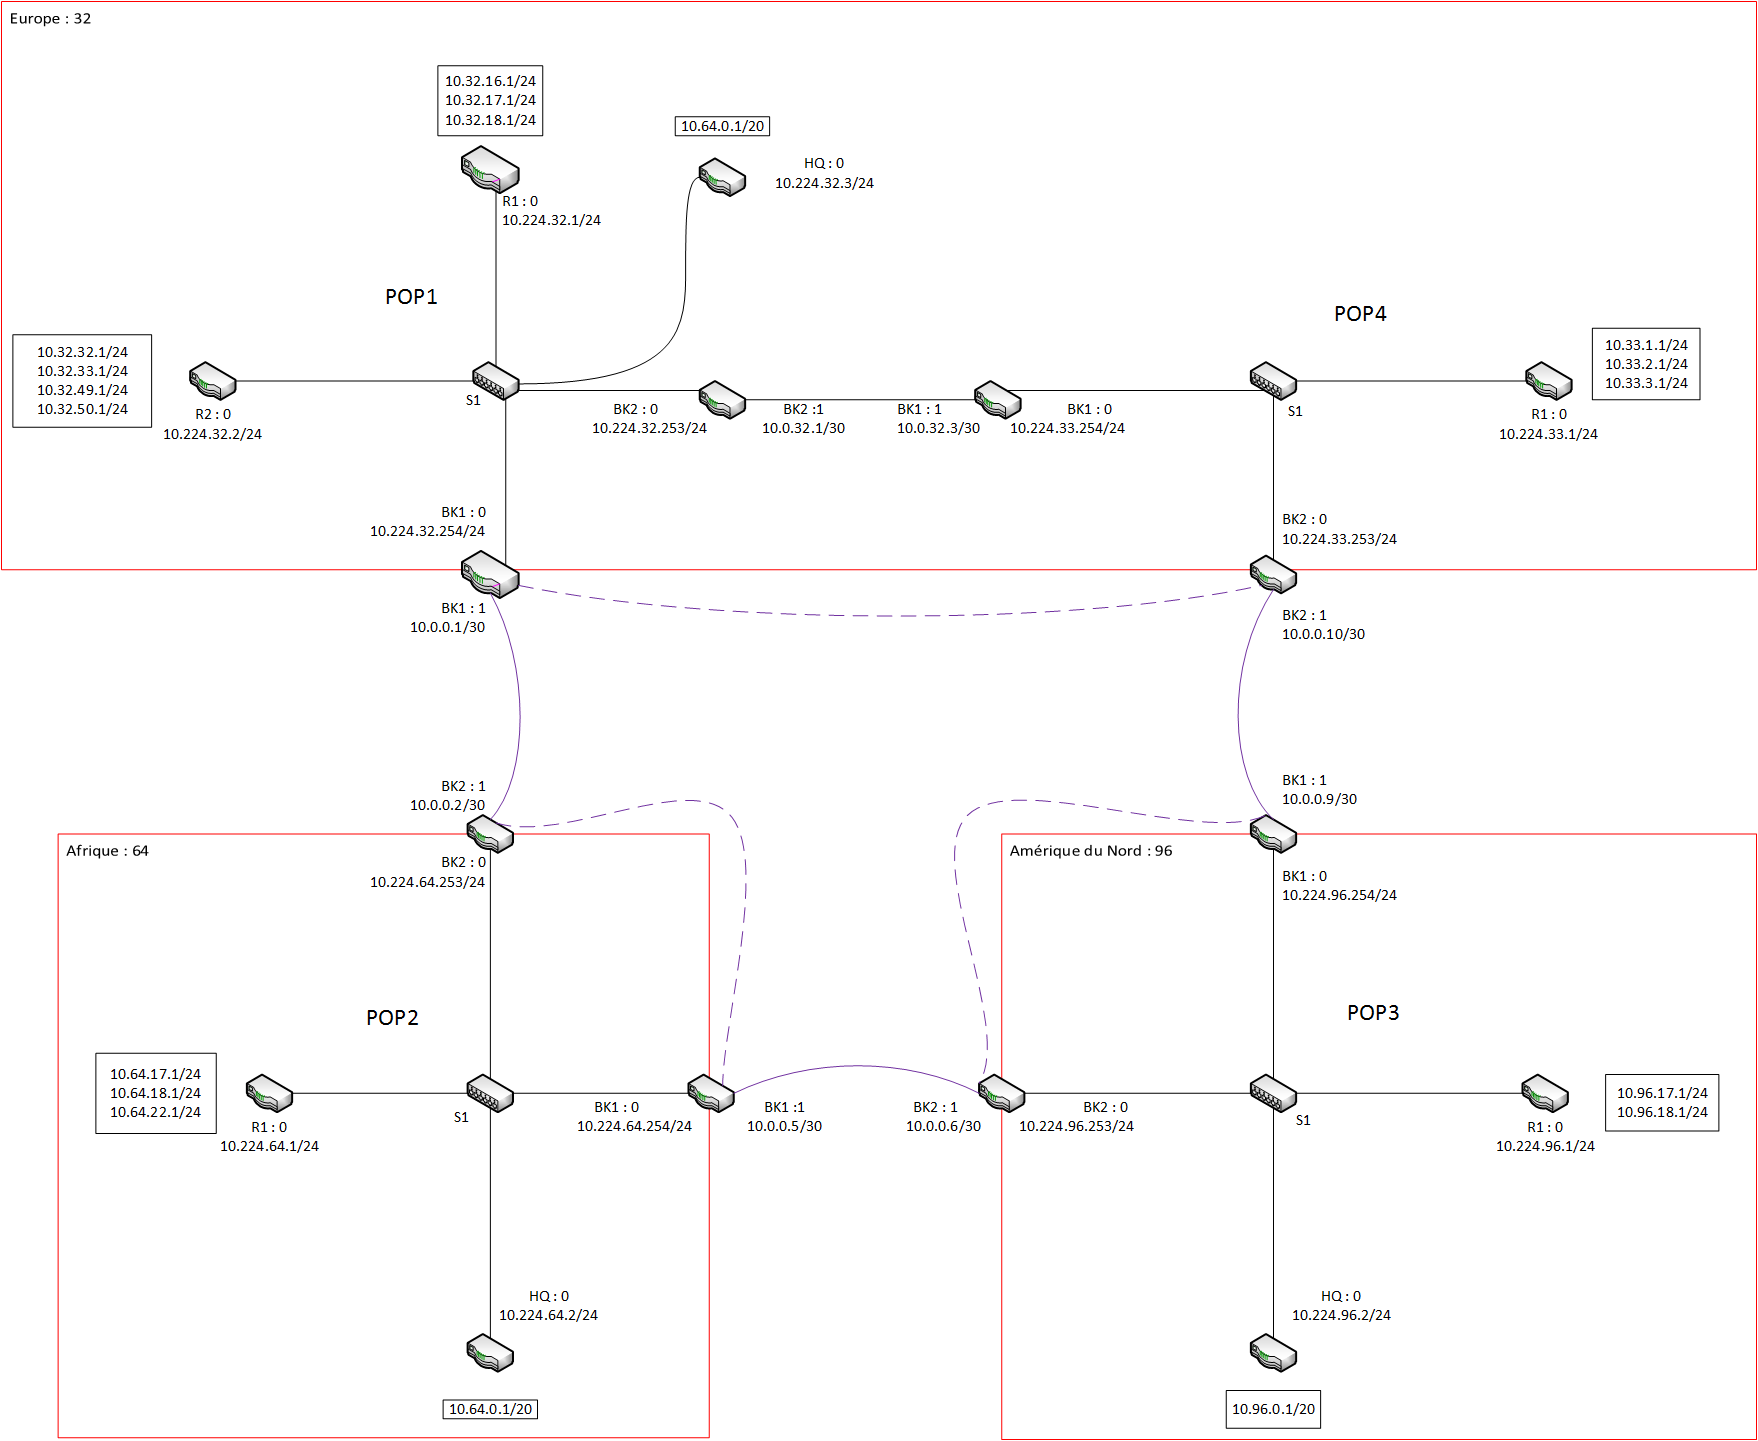 Europe : 32
10.32.16.1/24
10.32.17.1/24
10.32.18.1/24
10.64.0.1/20
HQ : 0
10.224.32.3/24
R1 : 0
10.224.32.1/24
POP1
POP4
10.32.32.1/24
10.32.33.1/24
10.32.49.1/24
10.32.50.1/24
R2 : 0
10.224.32.2/24
S1
BK2 : 0
10.224.32.253/24
BK2 :1
10.0.32.1/30
BK1 : 1
10.0.32.3/30
BK1 : 0
10.224.33.254/24
S1
10.33.1.1/24
10.33.2.1/24
10.33.3.1/24
R1 : 0
10.224.33.1/24
BK1 : 0
10.224.32.254/24
BK2 : 0
10.224.33.253/24
BK1 : 1
10.0.0.1/30
BK2 : 1
10.0.0.10/30
BK2 : 1
10.0.0.2/30
BK1 : 1
10.0.0.9/30
Afrique : 64
BK2 : 0
10.224.64.253/24
Amérique du Nord : 96
BK1 : 0
10.224.96.254/24
POP2
POP3
10.64.17.1/24
10.64.18.1/24
10.64.22.1/24
R1 : 0
10.224.64.1/24
S1
BK1 : 0
10.224.64.254/24
BK1 :1
10.0.0.5/30
BK2 : 1
10.0.0.6/30
BK2 : 0
10.224.96.253/24
S1
R1 : 0
10.224.96.1/24
10.96.17.1/24
10.96.18.1/24
HQ : 0
10.224.64.2/24
HQ : 0
10.224.96.2/24
10.64.0.1/20
10.96.0.1/20